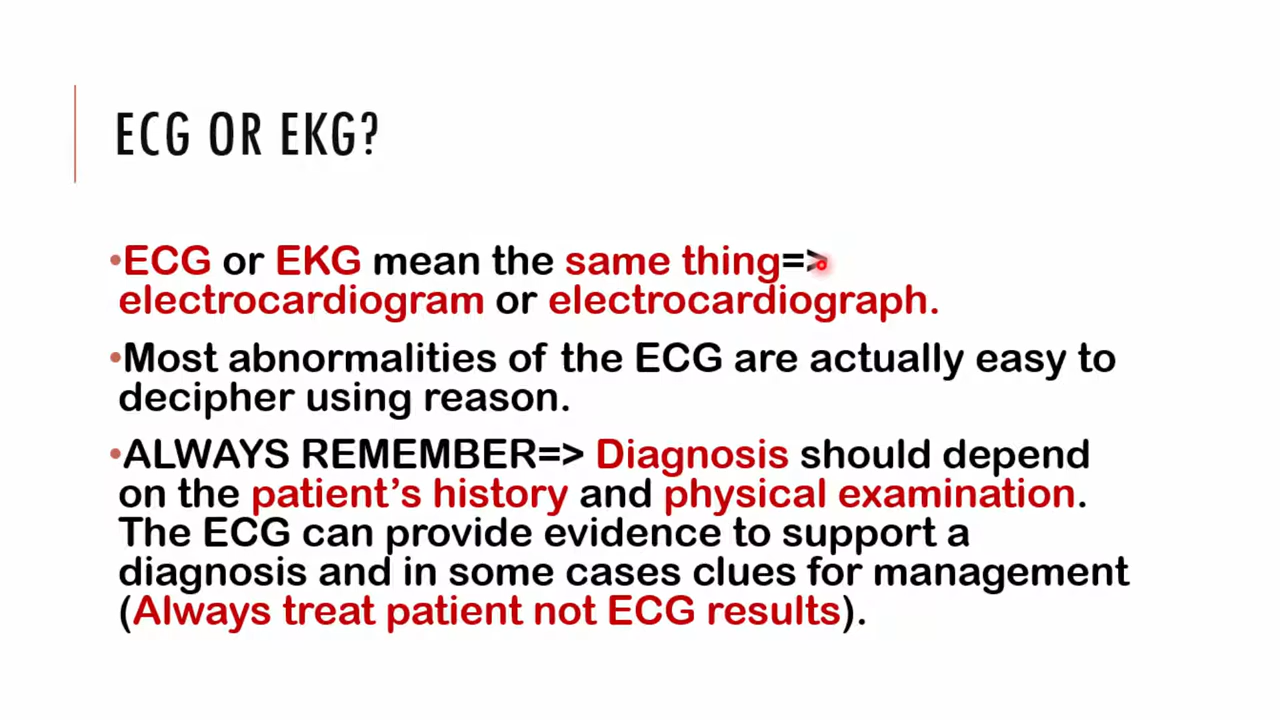 ECG OR EKG?
•ECG or EKG mean the same thing=>
electrocardiogram or electrocardiograph.
•Most abnormalities of the ECG are actually easy to
decipher using reason.
•ALWAYS REMEMBER=> Diagnosis should depend
on the patient's history and physical examination.
The ECG can provide evidence to support a
diagnosis and in some cases clues for management
(Always treat patient not ECG results).